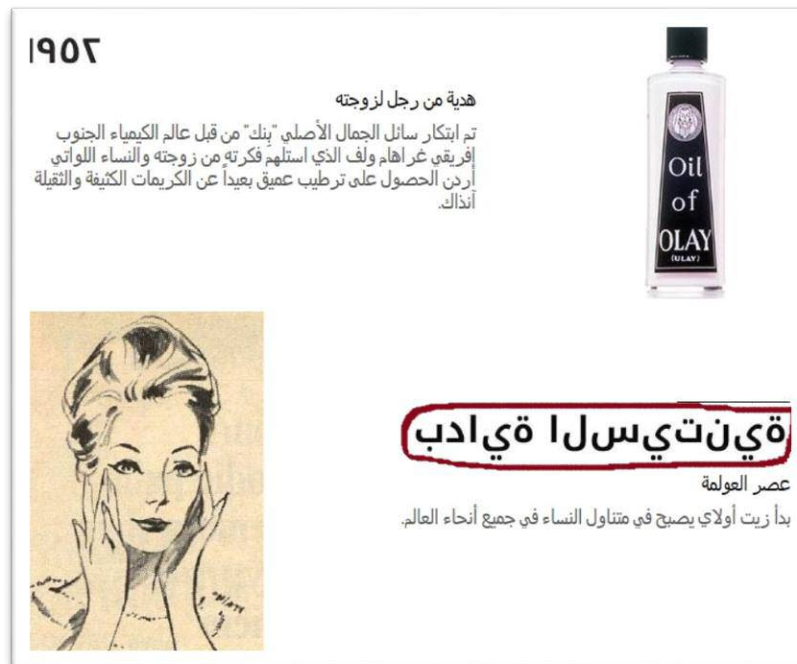 ١٩٥٢
هدية من رجل لزوجته
تم ابتكار سائل الجمال الأصلي "بِنك" من قبل عالم الكيمياء الجنوب
إفريقي غراهام ولف الذي استلهم فكرته من زوجته والنساء اللواتي
أردن الحصول على ترطيب عميق بعيداً عن الكريمات الكثيفة والثقيلة
آنذاك.
Oil
of
OLAY
(ULAY)
ةينتيسلا ةيادب
عصر العولمة
بدأ زيت أولاي يصبح في متناول النساء في جميع أنحاء العالم.